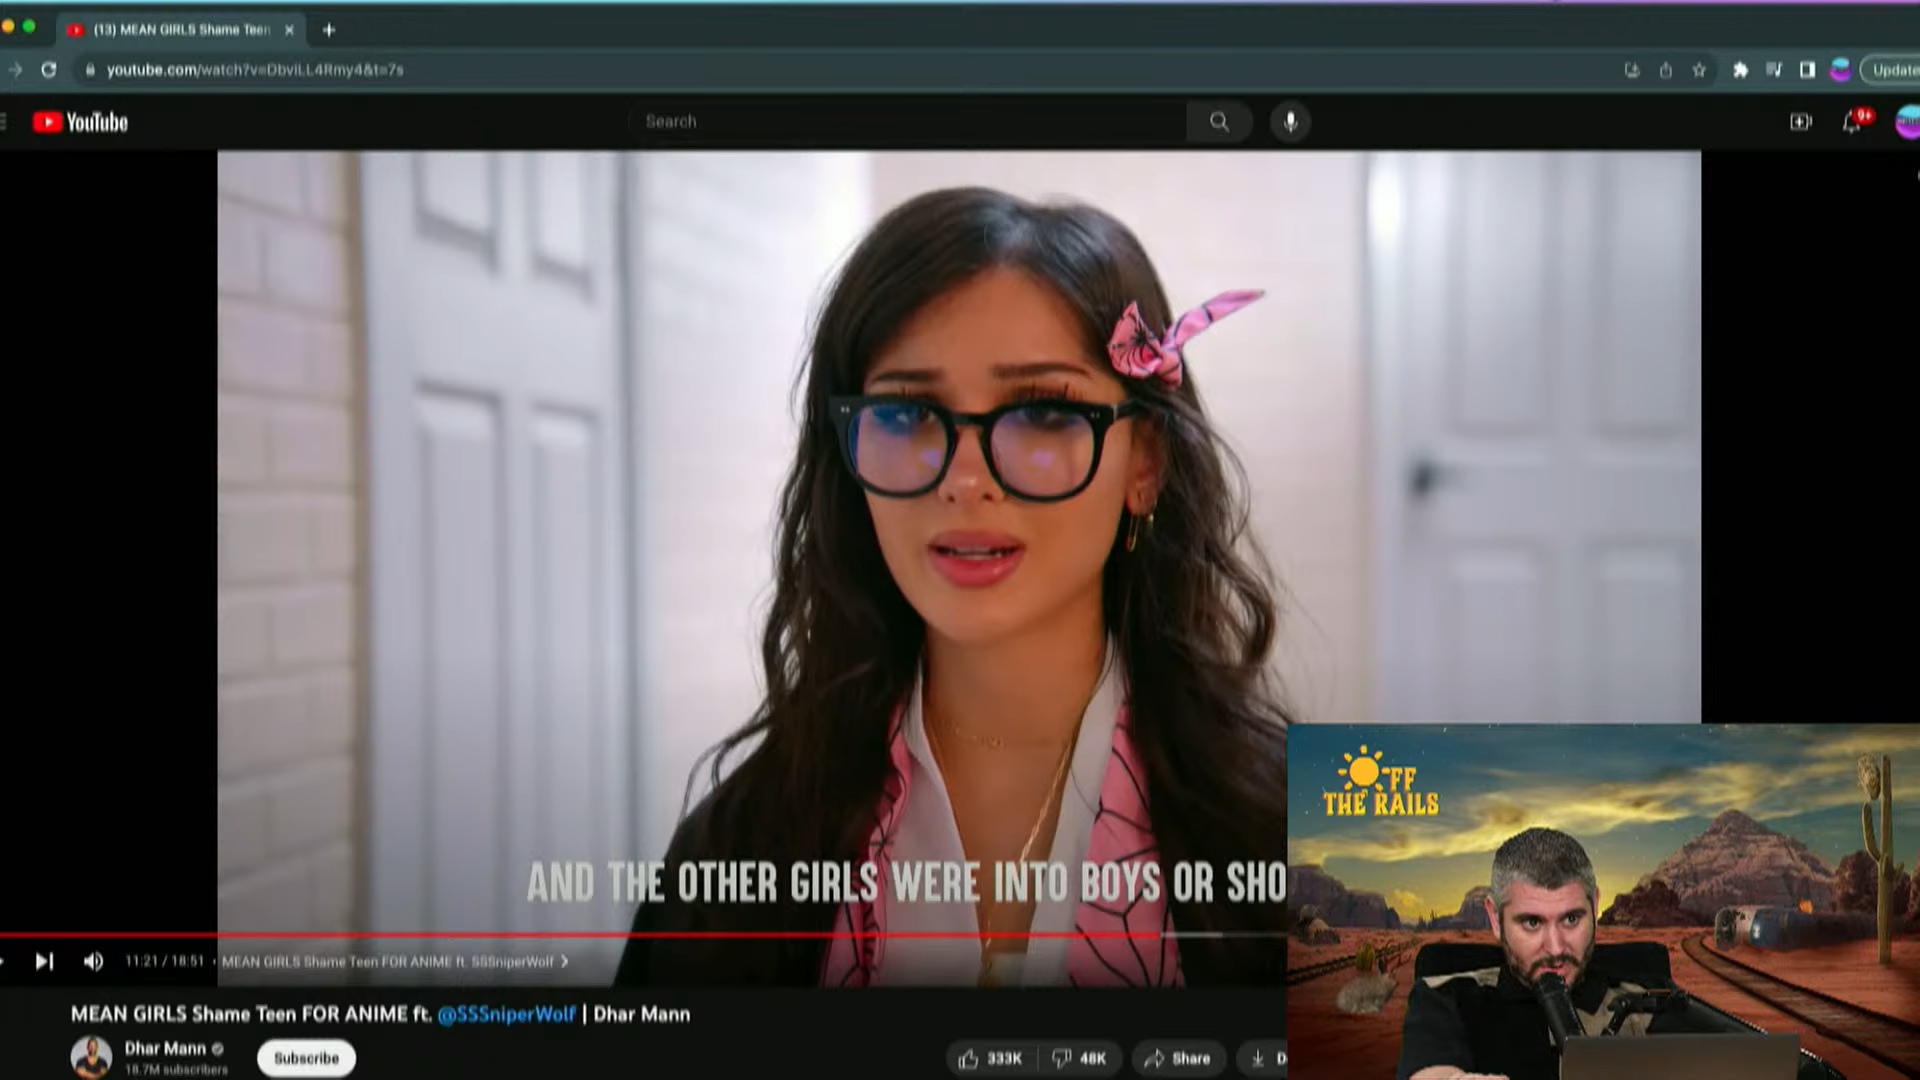 (13) MEAN GIRLS Shame Teen
youtube.com/watch?v=DbviLL4Rmy4&t=7s
Update
YouTube
Search
9+
AND THE OTHER GIRLS WERE INTO BOYS OR SHO
OFF
THE RAILS
11:21 / 18:51 • MEAN GIRLS Shame Teen FOR ANIME ft. SSSniperWolf >
MEAN GIRLS Shame Teen FOR ANIME ft. @SSSniperWolf | Dhar Mann
Dhar Mann
18.7M subscribers
Subscribe
333K
48K
Share
D